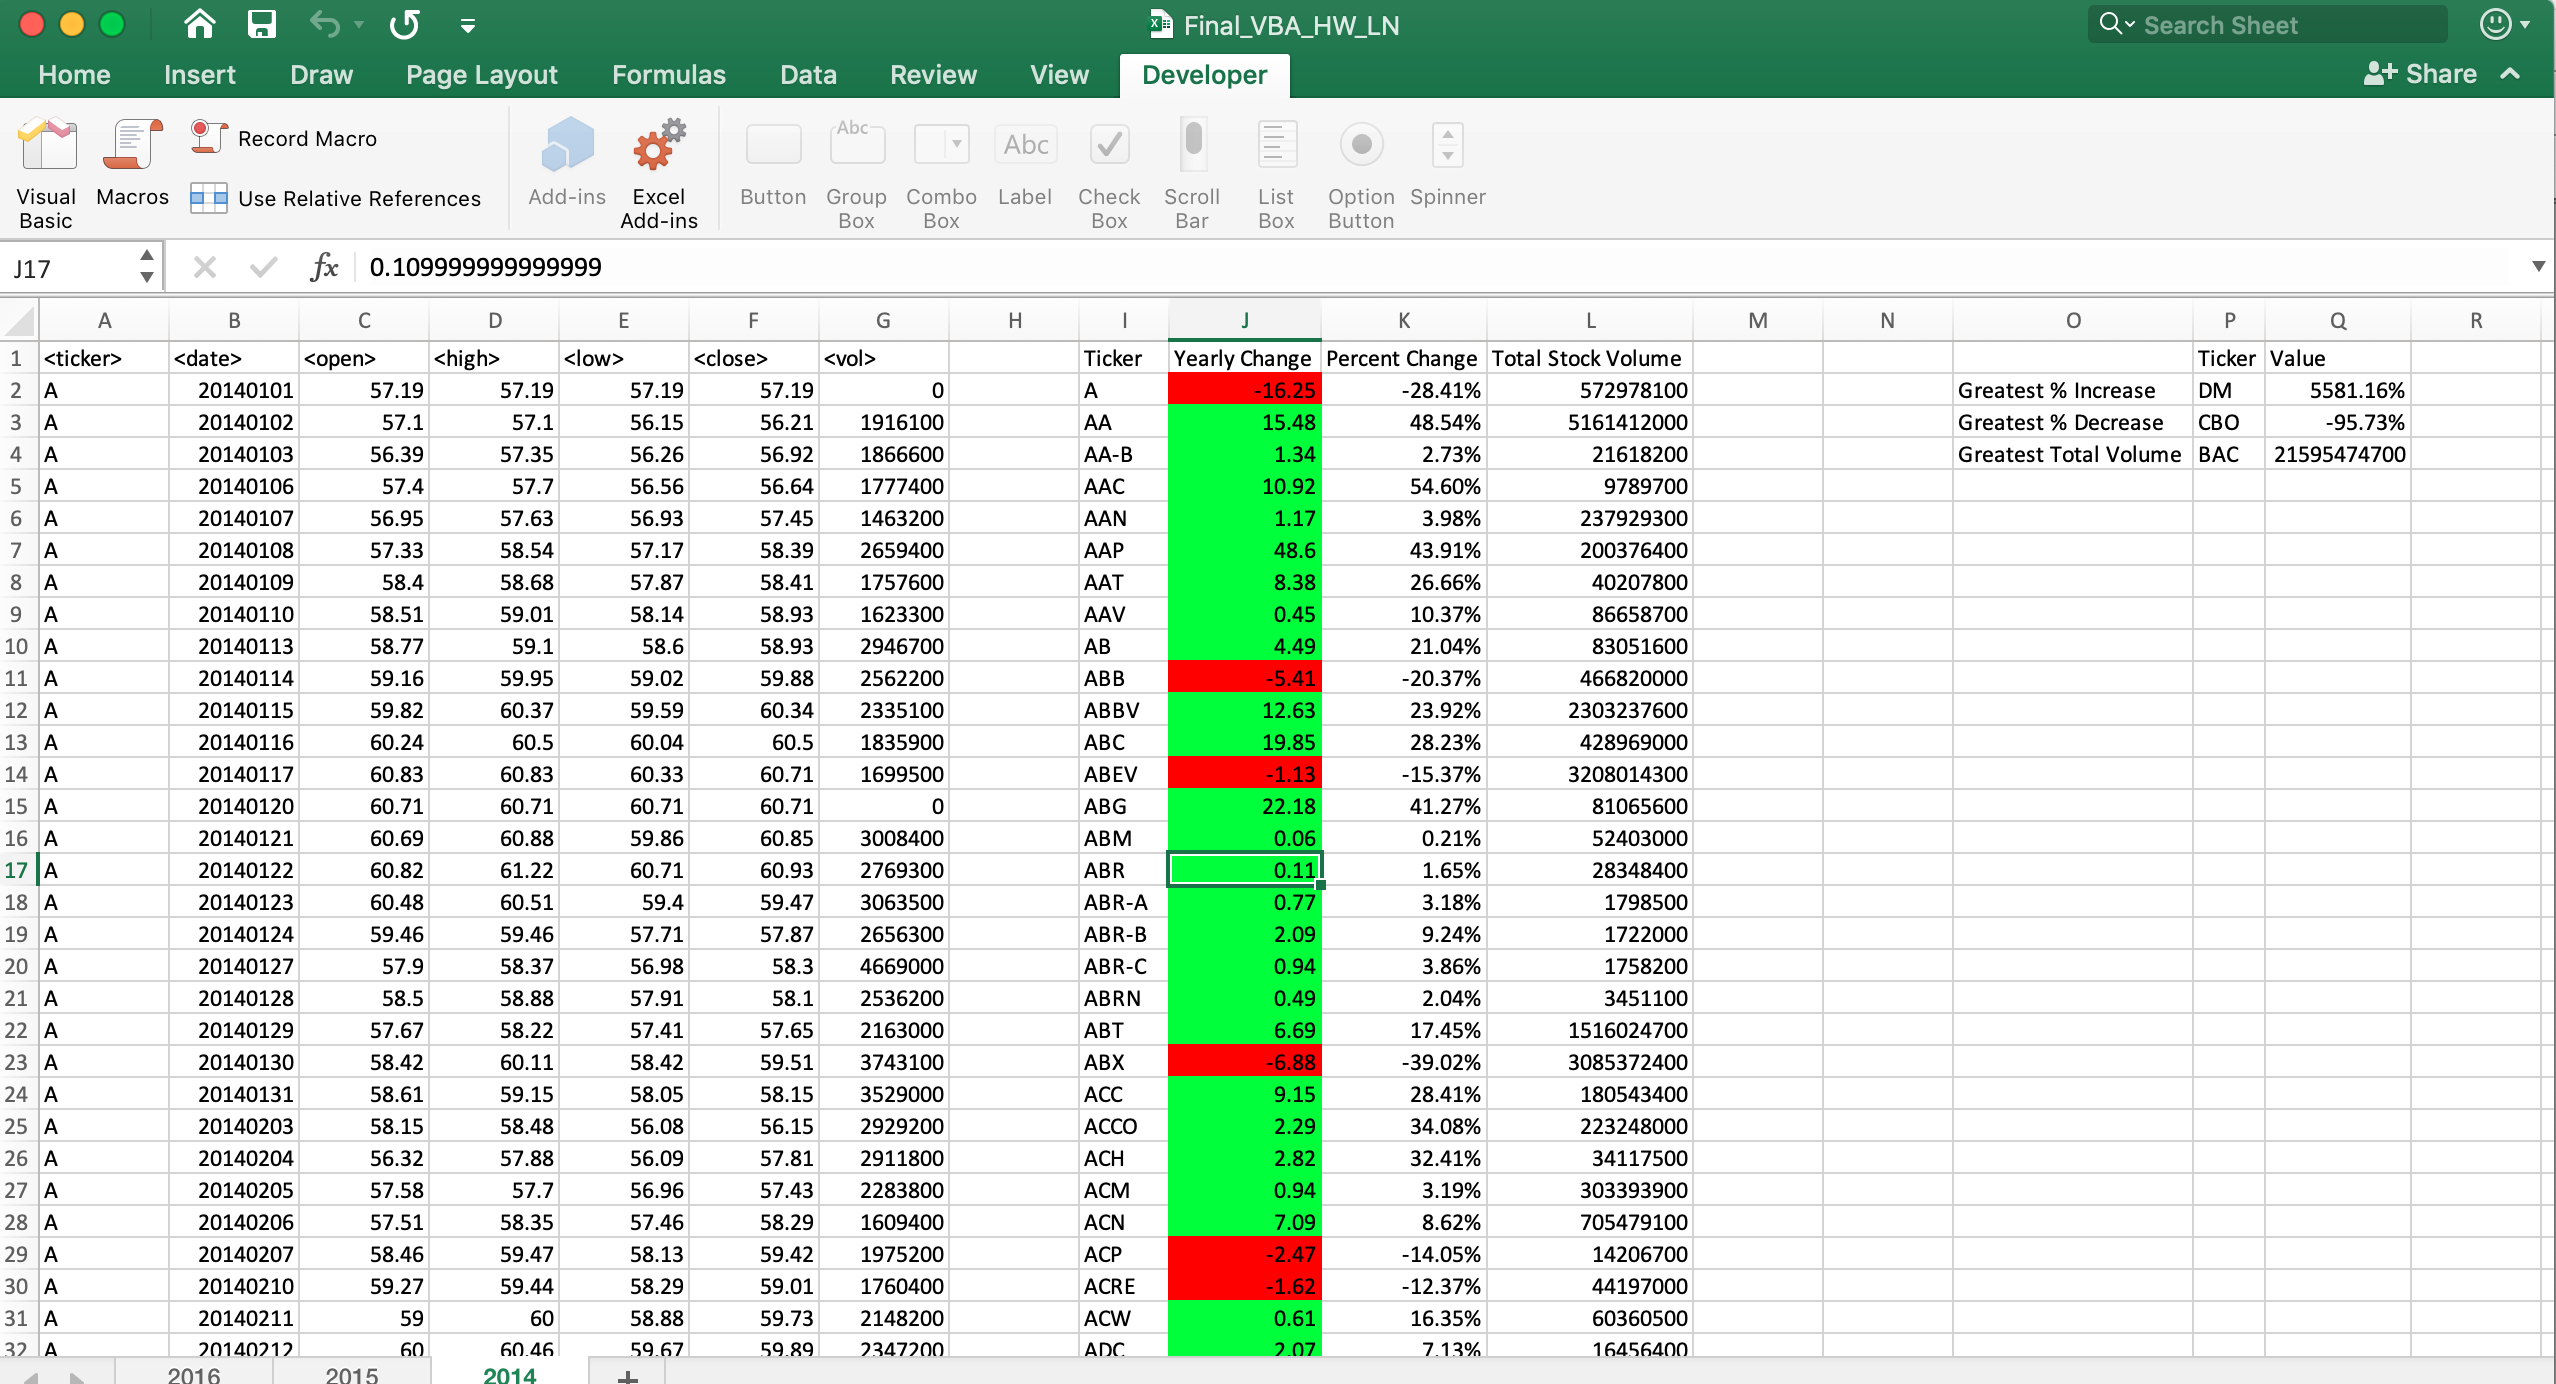 Final_VBA_HW_LN
Search Sheet
Home Insert Draw Page Layout Formulas Data Review View Developer Share
Visual Basic
Macros
Record Macro
Use Relative References
Add-ins
Excel Add-ins
Button
Abc
Group Box
Combo Box
Abc
Label
Check Box
Scroll Bar
List Box
Option Button
Spinner
J17 fx 0.109999999999999
A B C D E F G H I J K L M N O P Q R
1 <ticker> <date> <open> <high> <low> <close> <vol> Ticker Yearly Change Percent Change Total Stock Volume Ticker Value
2 A 20140101 57.19 57.19 57.19 57.19 0 A -16.25 -28.41% 572978100 Greatest % Increase DM 5581.16%
3 A 20140102 57.1 57.1 56.15 56.21 1916100 AA 15.48 48.54% 5161412000 Greatest % Decrease CBO -95.73%
4 A 20140103 56.39 57.35 56.26 56.92 1866600 AA-B 1.34 2.73% 21618200 Greatest Total Volume BAC 21595474700
5 A 20140106 57.4 57.7 56.56 56.64 1777400 AAC 10.92 54.60% 9789700
6 A 20140107 56.95 57.63 56.93 57.45 1463200 AAN 1.17 3.98% 237929300
7 A 20140108 57.33 58.54 57.17 58.39 2659400 AAP 48.6 43.91% 200376400
8 A 20140109 58.4 58.68 57.87 58.41 1757600 AAT 8.38 26.66% 40207800
9 A 20140110 58.51 59.01 58.14 58.93 1623300 AAV 0.45 10.37% 86658700
10 A 20140113 58.77 59.1 58.6 58.93 2946700 AB 4.49 21.04% 83051600
11 A 20140114 59.16 59.95 59.02 59.88 2562200 ABB -5.41 -20.37% 466820000
12 A 20140115 59.82 60.37 59.59 60.34 2335100 ABBV 12.63 23.92% 2303237600
13 A 20140116 60.24 60.5 60.04 60.5 1835900 ABC 19.85 28.23% 428969000
14 A 20140117 60.83 60.83 60.33 60.71 1699500 ABEV -1.13 -15.37% 3208014300
15 A 20140120 60.71 60.71 60.71 60.71 0 ABG 22.18 41.27% 81065600
16 A 20140121 60.69 60.88 59.86 60.85 3008400 ABM 0.06 0.21% 52403000
17 A 20140122 60.82 61.22 60.71 60.93 2769300 ABR 0.11 1.65% 28348400
18 A 20140123 60.48 60.51 59.4 59.47 3063500 ABR-A 0.77 3.18% 1798500
19 A 20140124 59.46 59.46 57.71 57.87 2656300 ABR-B 2.09 9.24% 1722000
20 A 20140127 57.9 58.37 56.98 58.3 4669000 ABR-C 0.94 3.86% 1758200
21 A 20140128 58.5 58.88 57.91 58.1 2536200 ABRN 0.49 2.04% 3451100
22 A 20140129 57.67 58.22 57.41 57.65 2163000 ABT 6.69 17.45% 1516024700
23 A 20140130 58.42 60.11 58.42 59.51 3743100 ABX -6.88 -39.02% 3085372400
24 A 20140131 58.61 59.15 58.05 58.15 3529000 ACC 9.15 28.41% 180543400
25 A 20140203 58.15 58.48 56.08 56.15 2929200 ACCO 2.29 34.08% 223248000
26 A 20140204 56.32 57.88 56.09 57.81 2911800 ACH 2.82 32.41% 34117500
27 A 20140205 57.58 57.7 56.96 57.43 2283800 ACM 0.94 3.19% 303393900
28 A 20140206 57.51 58.35 57.46 58.29 1609400 ACN 7.09 8.62% 705479100
29 A 20140207 58.46 59.47 58.13 59.42 1975200 ACP -2.47 -14.05% 14206700
30 A 20140210 59.27 59.44 58.29 59.01 1760400 ACRE -1.62 -12.37% 44197000
31 A 20140211 59 60 58.88 59.73 2148200 ACW 0.61 16.35% 60360500
32 A 20140212 60 60.46 59.67 59.89 2347200 ADC 2.07 7.13% 16456400
2016 2015 2014 +